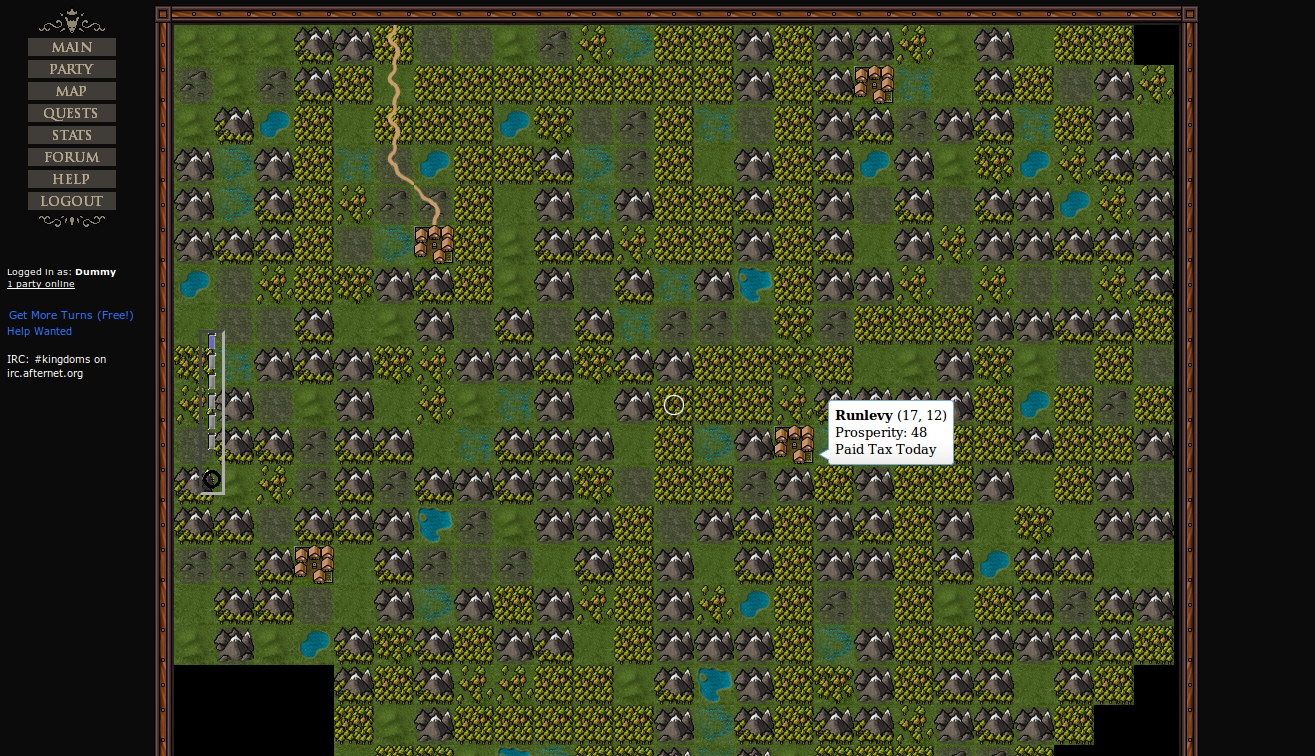 MAIN
PARTY
MAP
QUESTS
STATS
FORUM
HELP
LOGOUT
Logged in as: Dummy
1 party online
Get More Turns (Free!)
Help Wanted
IRC: #kingdoms on
irc.afternet.org
Runlevy (17, 12)
Prosperity: 48
Paid Tax Today